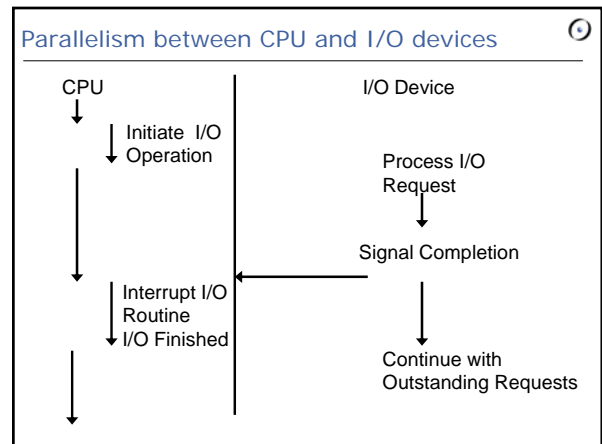 Parallelism between CPU and I/O devices
CPU
I/O Device
Initiate I/O
Operation
Process I/O
Request
Signal Completion
Interrupt I/O
Routine
I/O Finished
Continue with
Outstanding Requests